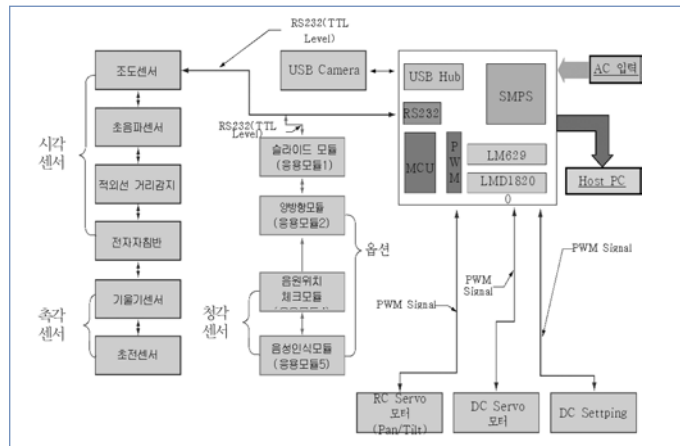 RS232(TTL
Level)
조도센서
초음파센서
적외선 거리감지
전자자침반
기울기센서
초전센서
시각
센서
촉각
센서
USB Camera
RS232(TTL
Level)
슬라이드 모듈
(응용모듈1)
양방향모듈
(응용모듈2)
음원위치
체크모듈
음성인식모듈
(응용모듈5)
청각
센서
옵션
USB Hub
RS232
MCU
PWM
SMPS
LM629
LMD1820
0
AC 입력
Host PC
PWM Signal
PWM
Signal
PWM Signal
RC Servo
모터
(Pan/Tilt)
DC Servo
모터
DC Settping